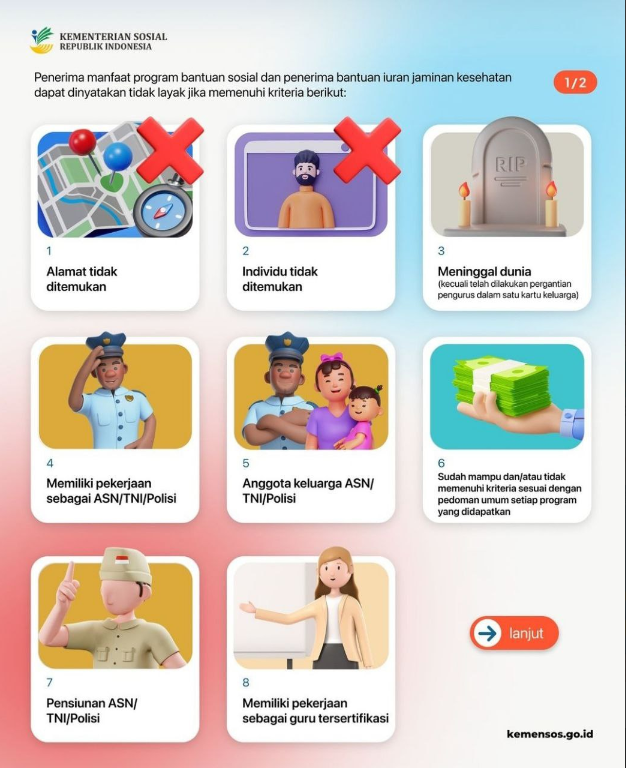 KEMENTERIAN SOSIAL
REPUBLIK INDONESIA
Penerima manfaat program bantuan sosial dan penerima bantuan iuran jaminan kesehatan
dapat dinyatakan tidak layak jika memenuhi kriteria berikut:
1/2
1
Alamat tidak
ditemukan
2
Individu tidak
ditemukan
RIP
3
Meninggal dunia
(kecuali telah dilakukan pergantian
pengurus dalam satu kartu keluarga)
4
Memiliki pekerjaan
sebagai ASN/TNI/Polisi
5
Anggota keluarga ASN/
TNI/Polisi
6
Sudah mampu dan/atau tidak
memenuhi kriteria sesuai dengan
pedoman umum setiap program
yang didapatkan
7
Pensiunan ASN/
TNI/Polisi
8
Memiliki pekerjaan
sebagai guru tersertifikasi
lanjut
kemensos.go.id